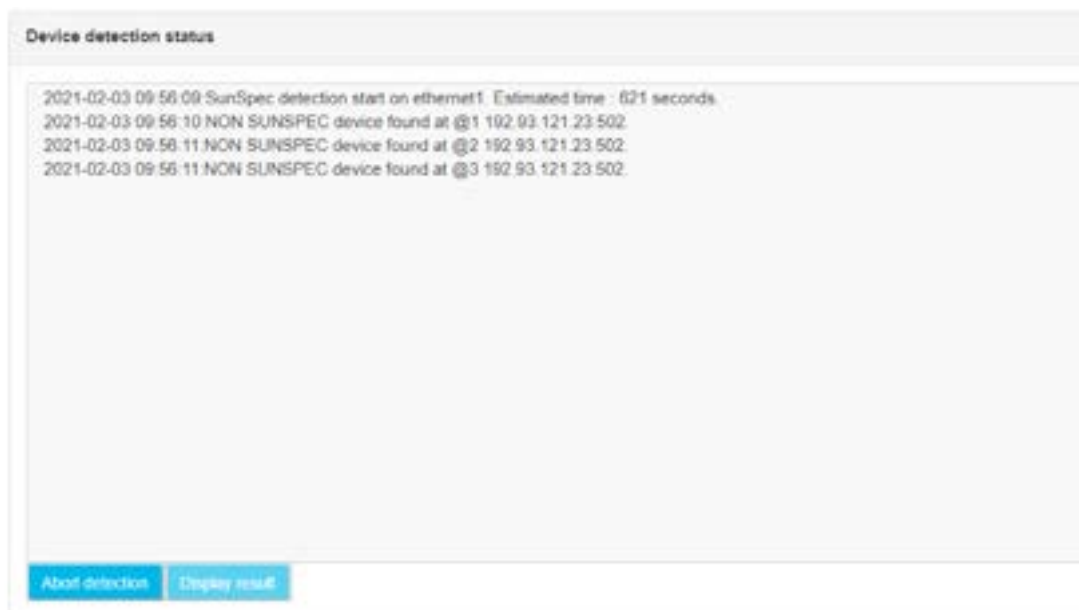 Device detection status
2021-02-03 09:56:09:SunSpec detection start on ethernet1. Estimated time : 621 seconds.
2021-02-03 09:56:10:NON SUNSPEC device found at @1 192.93.121.23:502.
2021-02-03 09:56:11:NON SUNSPEC device found at @2 192.93.121.23:502.
2021-02-03 09:56:11:NON SUNSPEC device found at @3 192.93.121.23:502.
Abort detection
Display result